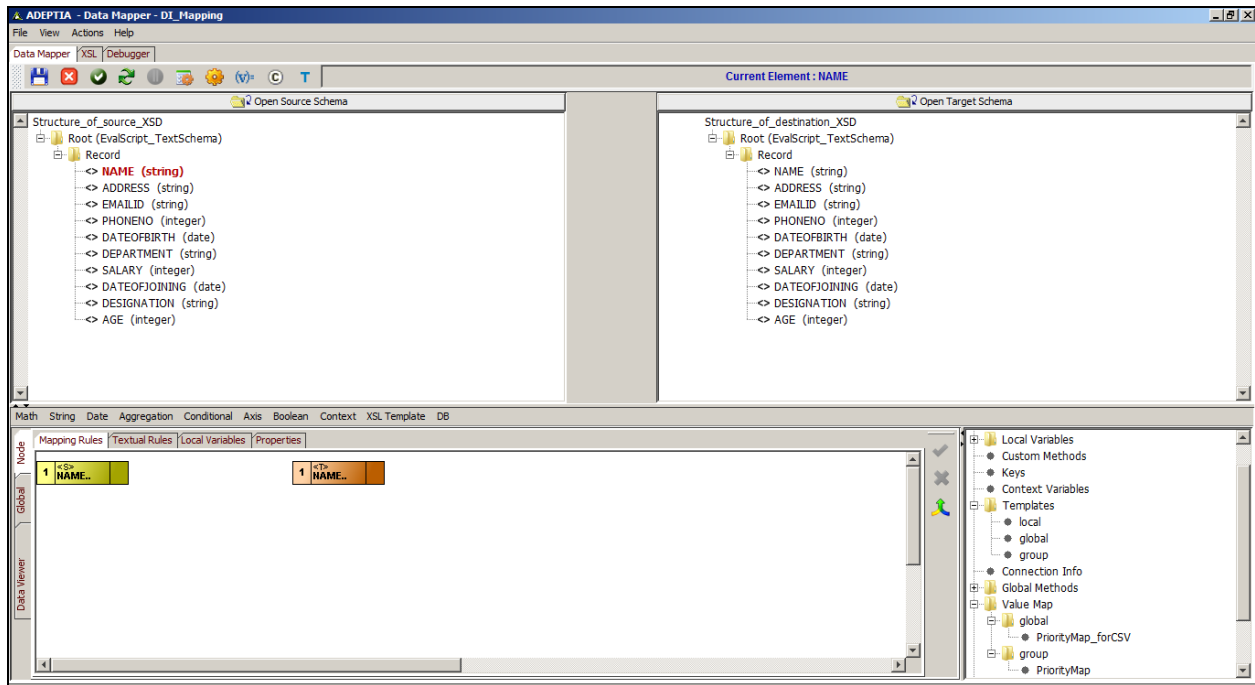 ADEPTIA - Data Mapper - DI_Mapping
File View Actions Help
Data Mapper XSL Debugger
(v)= C T Current Element : NAME
Open Source Schema Open Target Schema
Structure_of_source_XSD
Root (EvalScript_TextSchema)
Record
<> NAME (string)
<> ADDRESS (string)
<> EMAILID (string)
<> PHONENO (integer)
<> DATEOFBIRTH (date)
<> DEPARTMENT (string)
<> SALARY (integer)
<> DATEOFJOINING (date)
<> DESIGNATION (string)
<> AGE (integer)
Structure_of_destination_XSD
Root (EvalScript_TextSchema)
Record
<> NAME (string)
<> ADDRESS (string)
<> EMAILID (string)
<> PHONENO (integer)
<> DATEOFBIRTH (date)
<> DEPARTMENT (string)
<> SALARY (integer)
<> DATEOFJOINING (date)
<> DESIGNATION (string)
<> AGE (integer)
Math String Date Aggregation Conditional Axis Boolean Context XSL Template DB
Node
Global
Data Viewer
Mapping Rules Textual Rules Local Variables Properties
1 <S> NAME..
1 <T> NAME..
Local Variables
Custom Methods
Keys
Context Variables
Templates
local
global
group
Connection Info
Global Methods
Value Map
global
PriorityMap_forCSV
group
PriorityMap